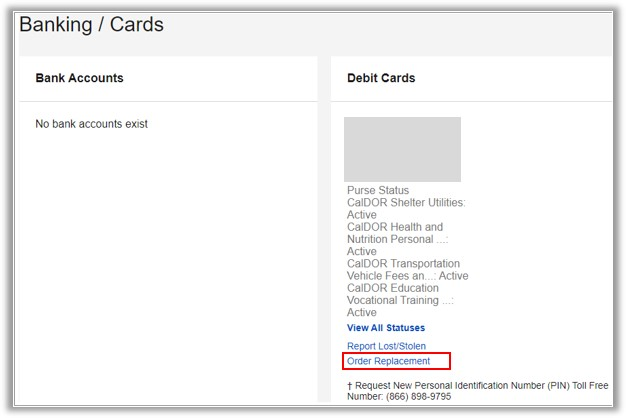 Banking / Cards
Bank Accounts
No bank accounts exist
Debit Cards
Purse Status
CalDOR Shelter Utilities:
Active
CalDOR Health and
Nutrition Personal ...:
Active
CalDOR Transportation
Vehicle Fees an...: Active
CalDOR Education
Vocational Training ...:
Active
View All Statuses
Report Lost/Stolen
Order Replacement
† Request New Personal Identification Number (PIN) Toll Free
Number: (866) 898-9795